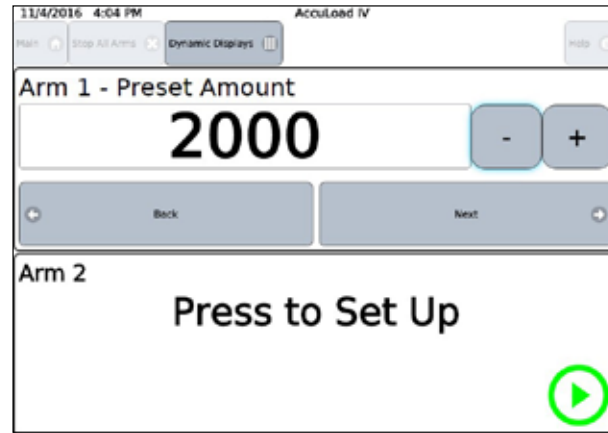 11/4/2016 4:04 PM AccuLoad IV
Main Stop All Arms Dynamic Displays Help
Arm 1 - Preset Amount
2000 - +
Back Next
Arm 2
Press to Set Up